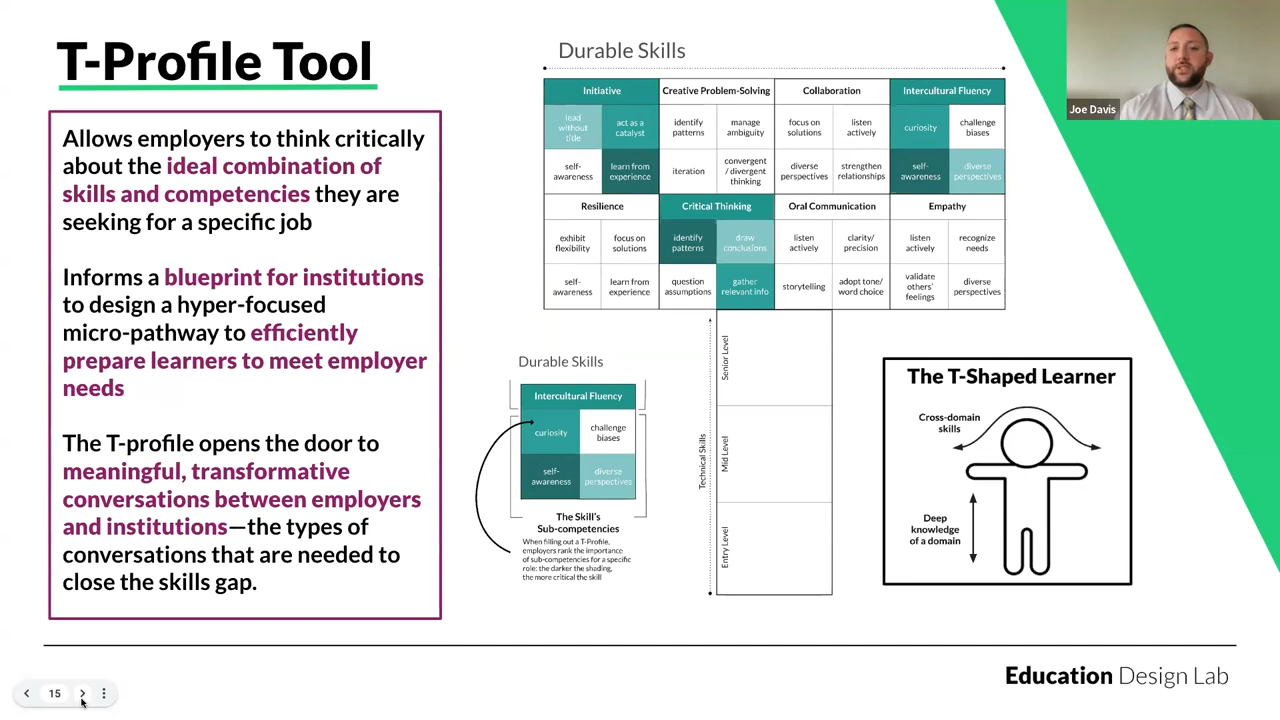 T-Profile Tool
Allows employers to think critically
about the ideal combination of
skills and competencies they are
seeking for a specific job
Informs a blueprint for institutions
to design a hyper-focused
micro-pathway to efficiently
prepare learners to meet employer
needs
The T-profile opens the door to
meaningful, transformative
conversations between employers
and institutions—the types of
conversations that are needed to
close the skills gap.
Durable Skills
Initiative
Creative Problem-Solving
Collaboration
Intercultural Fluency
lead
without
title
act as a
catalyst
identify
patterns
manage
ambiguity
focus on
solutions
listen
actively
curiosity
challenge
biases
self-
awareness
learn from
experience
iteration
convergent
/ divergent
thinking
diverse
perspectives
strengthen
relationships
self-
awareness
diverse
perspectives
Resilience
Critical Thinking
Oral Communication
Empathy
exhibit
flexibility
focus on
solutions
identify
patterns
draw
conclusions
listen
actively
clarity/
precision
listen
actively
recognize
needs
self-
awareness
learn from
experience
question
assumptions
gather
relevant info
storytelling
adopt tone/
word choice
validate
others'
feelings
diverse
perspectives
Technical Skills
Senior Level
Mid Level
Entry Level
Durable Skills
Intercultural Fluency
curiosity
challenge
biases
self-
awareness
diverse
perspectives
The Skill's
Sub-competencies
When filling out a T-Profile,
employers rank the importance
of sub-competencies for a specific
role: the darker the shading,
the more critical the skill
The T-Shaped Learner
Cross-domain
skills
Deep
knowledge
of a domain
Joe Davis
Education Design Lab
15